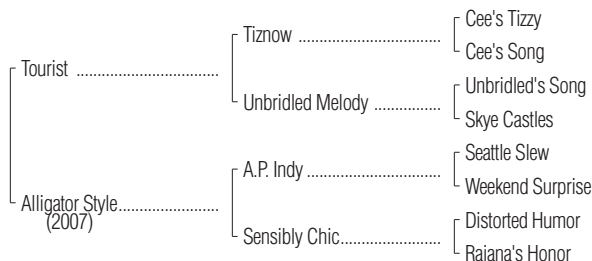 Cee's Tizzy
Tiznow ........................................
Cee's Song
Tourist ........................................
Unbridled's Song
Unbridled Melody ...................
Skye Castles
Seattle Slew
A.P. Indy ......................................
Weekend Surprise
Alligator Style............................
(2007)
Distorted Humor
Sensibly Chic............................
Rajana's Honor